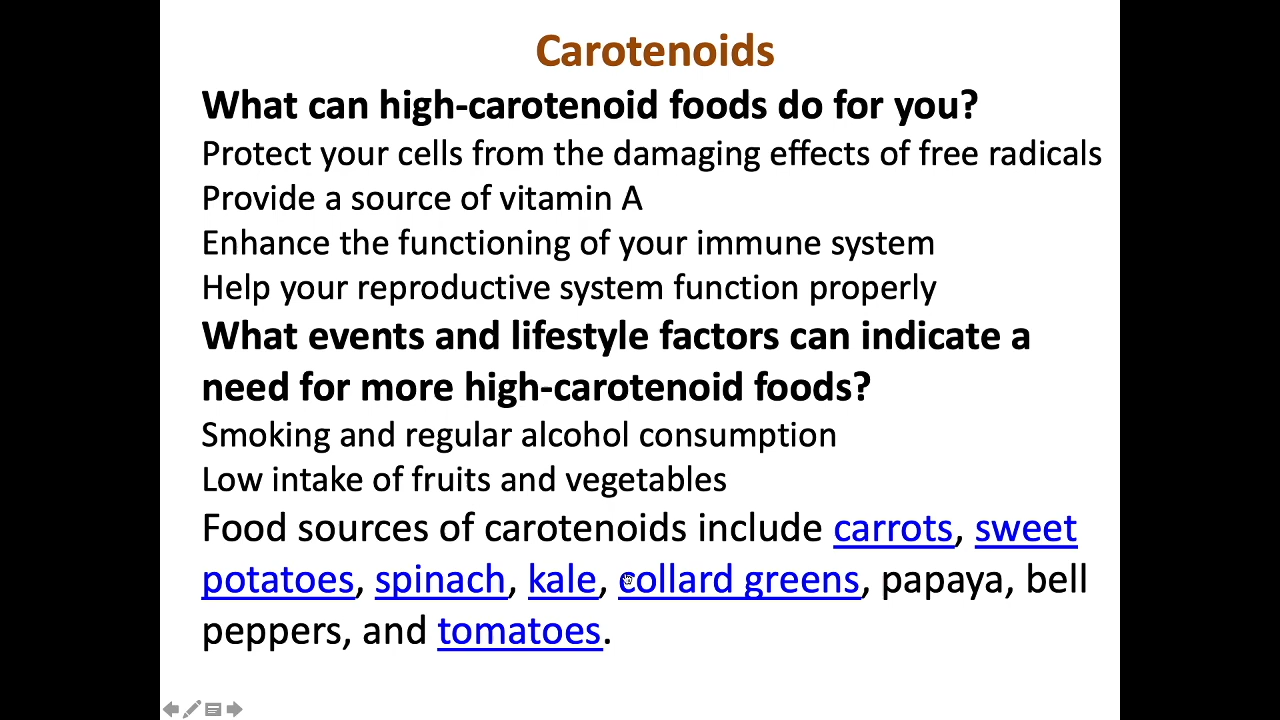 Carotenoids
What can high-carotenoid foods do for you?
Protect your cells from the damaging effects of free radicals
Provide a source of vitamin A
Enhance the functioning of your immune system
Help your reproductive system function properly
What events and lifestyle factors can indicate a
need for more high-carotenoid foods?
Smoking and regular alcohol consumption
Low intake of fruits and vegetables
Food sources of carotenoids include carrots, sweet
potatoes, spinach, kale, collard greens, papaya, bell
peppers, and tomatoes.